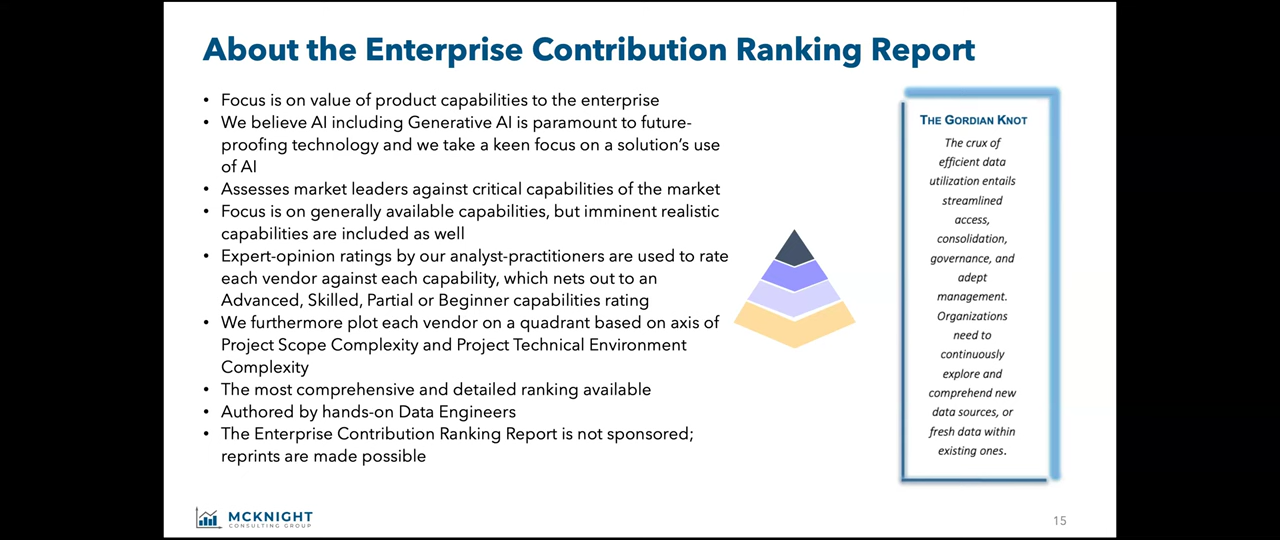 About the Enterprise Contribution Ranking Report
• Focus is on value of product capabilities to the enterprise
• We believe AI including Generative AI is paramount to future-
proofing technology and we take a keen focus on a solution's use
of AI
• Assesses market leaders against critical capabilities of the market
• Focus is on generally available capabilities, but imminent realistic
capabilities are included as well
• Expert-opinion ratings by our analyst-practitioners are used to rate
each vendor against each capability, which nets out to an
Advanced, Skilled, Partial or Beginner capabilities rating
• We furthermore plot each vendor on a quadrant based on axis of
Project Scope Complexity and Project Technical Environment
Complexity
• The most comprehensive and detailed ranking available
• Authored by hands-on Data Engineers
• The Enterprise Contribution Ranking Report is not sponsored;
reprints are made possible
THE GORDIAN KNOT
The crux of
efficient data
utilization entails
streamlined
access,
consolidation,
governance, and
adept
management.
Organizations
need to
continuously
explore and
comprehend new
data sources, or
fresh data within
existing ones.
MCKNIGHT
CONSULTING GROUP
15